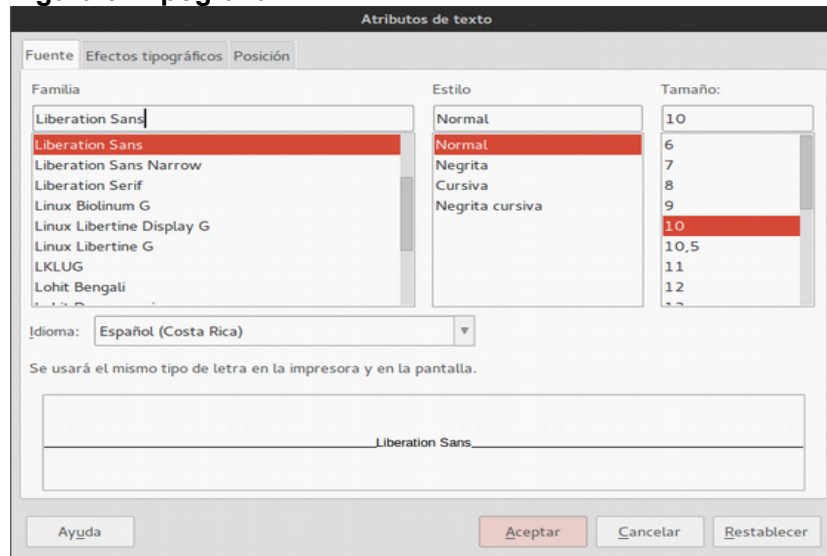 Atributos de texto
Fuente Efectos tipográficos Posición
Familia Estilo Tamaño:
Liberation Sans Normal 10
Liberation Sans Normal 6
Liberation Sans Narrow Negrita 7
Liberation Serif Cursiva 8
Linux Biolinum G Negrita cursiva 9
Linux Libertine Display G 10
Linux Libertine G 10,5
LKLUG 11
Lohit Bengali 12
Idioma: Español (Costa Rica)
Se usará el mismo tipo de letra en la impresora y en la pantalla.
Liberation Sans
Ayuda Aceptar Cancelar Restablecer